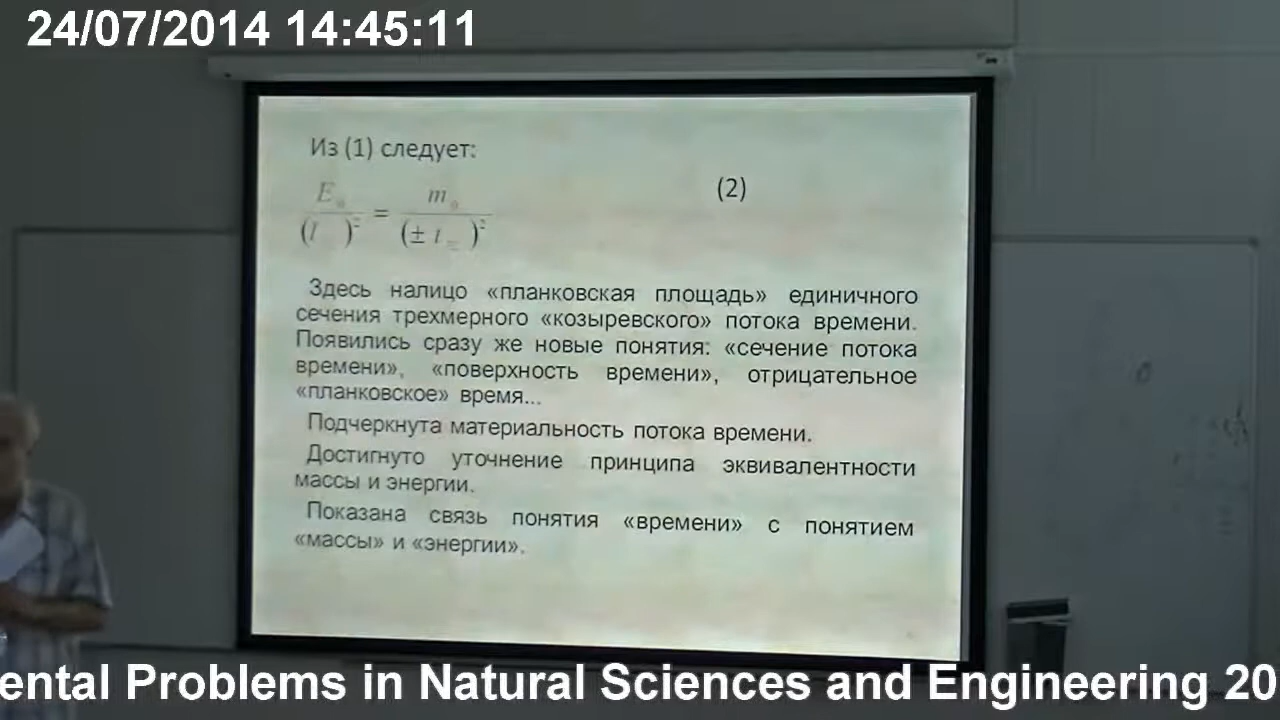 24/07/2014 14:45:11
Из (1) следует:
(2)
E m
= 
(l )² (± t )²
Здесь налицо «планковская площадь» единичного
сечения трехмерного «козыревского» потока времени.
Появились сразу же новые понятия: «сечение потока
времени», «поверхность времени», отрицательное
«планковское» время...
Подчеркнута материальность потока времени.
Достигнуто уточнение принципа эквивалентности
массы и энергии.
Показана связь понятия «времени» с понятием
«массы» и «энергии».
ental Problems in Natural Sciences and Engineering 20